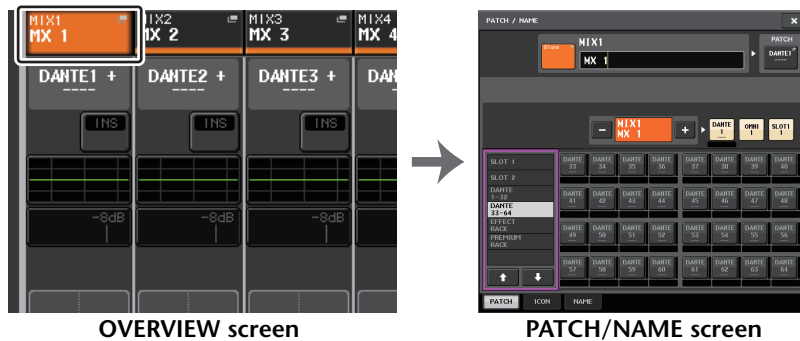 MIX1 MIX2 MIX3 MIX4
MX 1 MX 2 MX 3 MX 4
DANTE1 + DANTE2 + DANTE3 + DAN
---- ---- ----
INS INS INS
-8dB -8dB -8dB
OVERVIEW screen
PATCH / NAME
MIX1
PATCH
Blank
MX 1
DANTE1
----
MIX1
MX 1
- +
DANTE 1 OMNI 1 SLOT1 1
SLOT 1
SLOT 2
DANTE 1-32
DANTE 33-64
EFFECT RACK
PREMIUM RACK
DANTE 33 DANTE 34 DANTE 35 DANTE 36 DANTE 37 DANTE 38 DANTE 39 DANTE 40
DANTE 41 DANTE 42 DANTE 43 DANTE 44 DANTE 45 DANTE 46 DANTE 47 DANTE 48
DANTE 49 DANTE 50 DANTE 51 DANTE 52 DANTE 53 DANTE 54 DANTE 55 DANTE 56
DANTE 57 DANTE 58 DANTE 59 DANTE 60 DANTE 61 DANTE 62 DANTE 63 DANTE 64
PATCH ICON NAME
PATCH/NAME screen